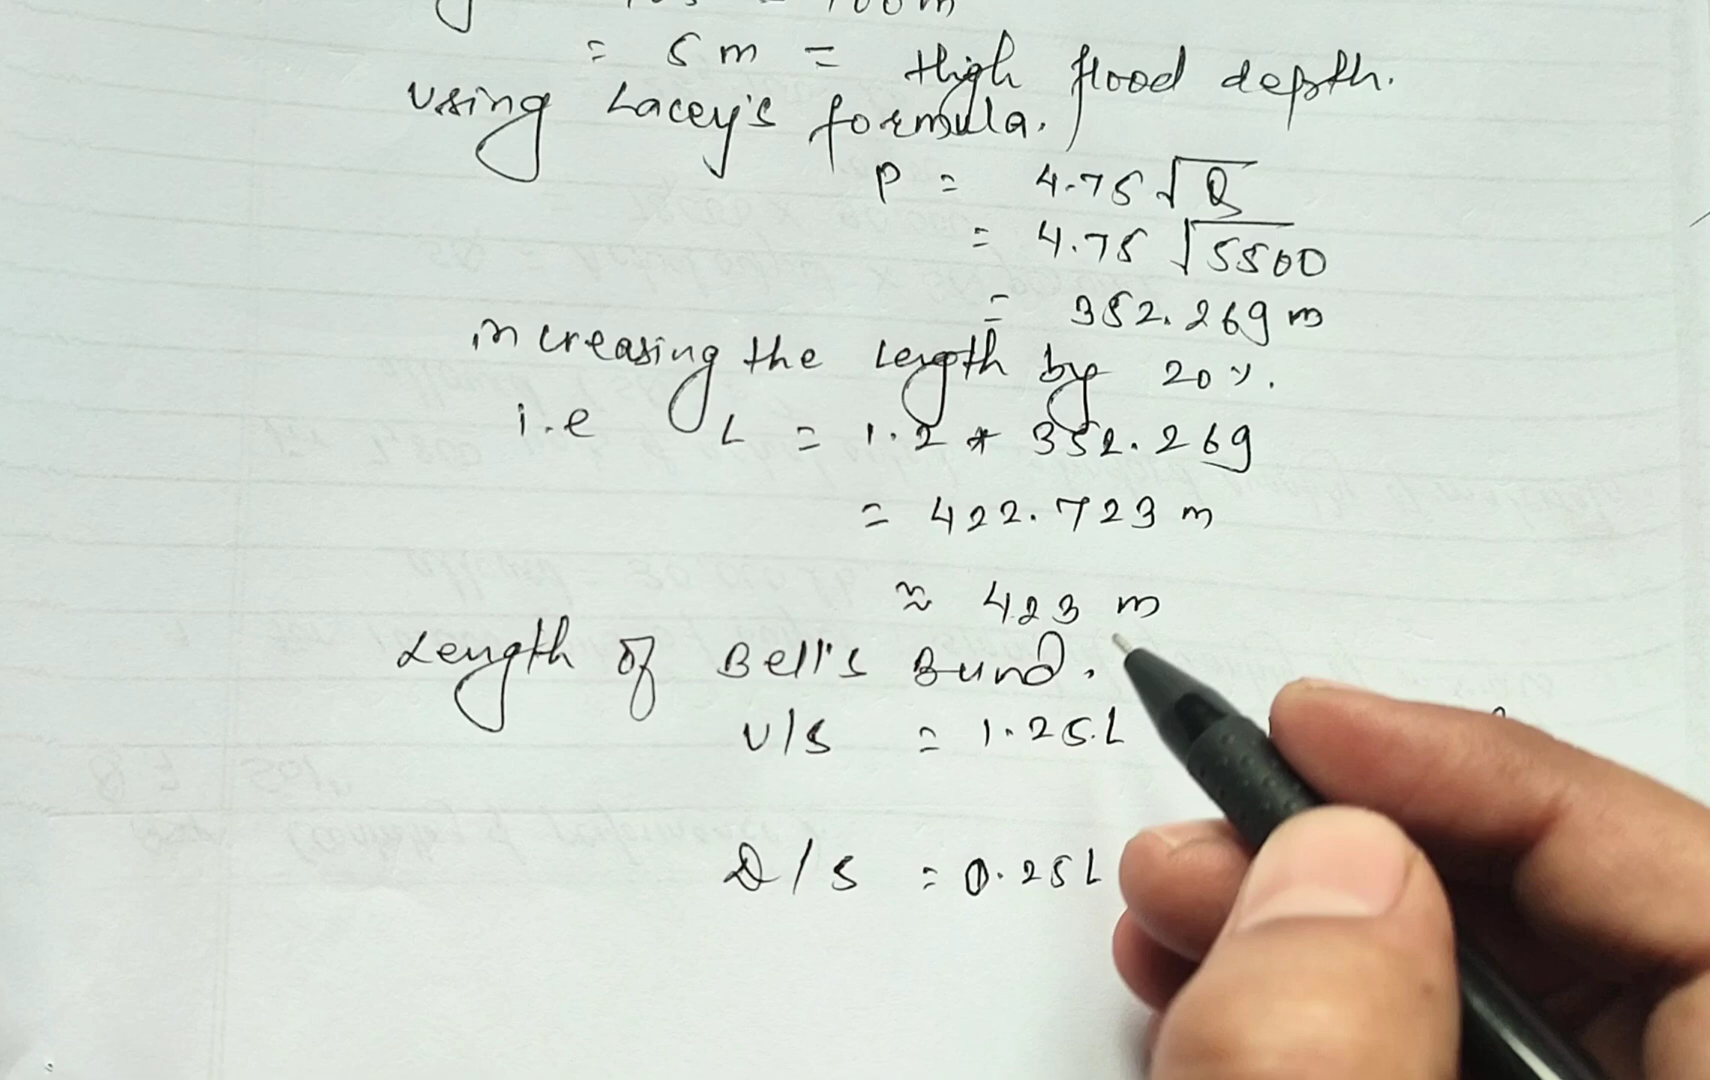 = 5 m = High flood depth.
using Lacey's formula.
P = 4.75 √Q
= 4.75 √5500
= 352.269 m
increasing the length by 20%.
i.e L = 1.2 * 352.269
= 422.723 m
≈ 423 m
Length of Bell's Bund.
U/S = 1.25.L
D/S = 0.25L